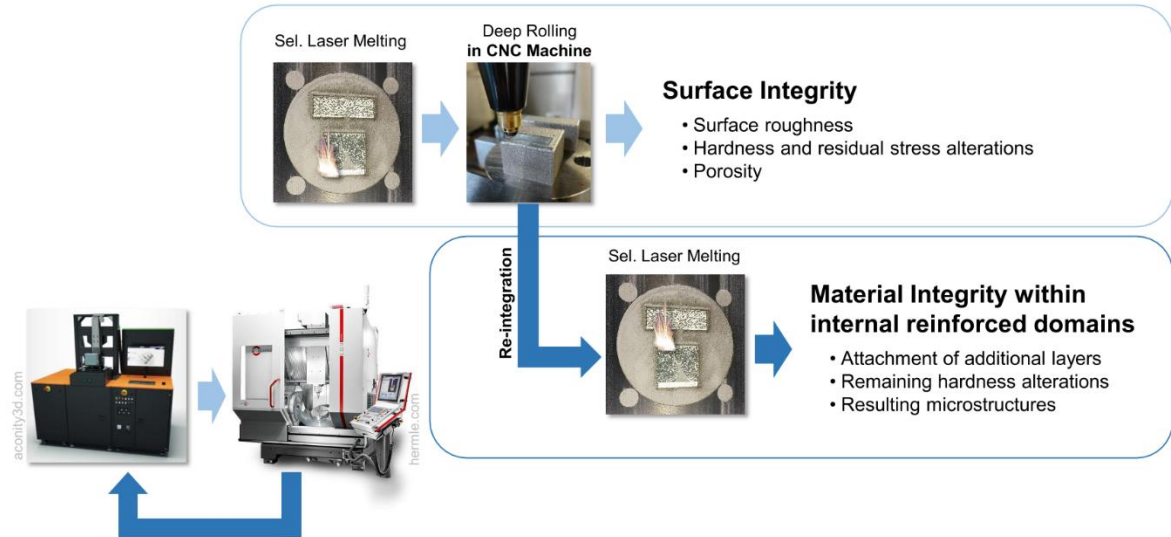 Sel. Laser Melting
Deep Rolling
in CNC Machine
Surface Integrity
• Surface roughness
• Hardness and residual stress alterations
• Porosity
Re-integration
Sel. Laser Melting
Material Integrity within
internal reinforced domains
• Attachment of additional layers
• Remaining hardness alterations
• Resulting microstructures
aconity3d.com
hermle.com